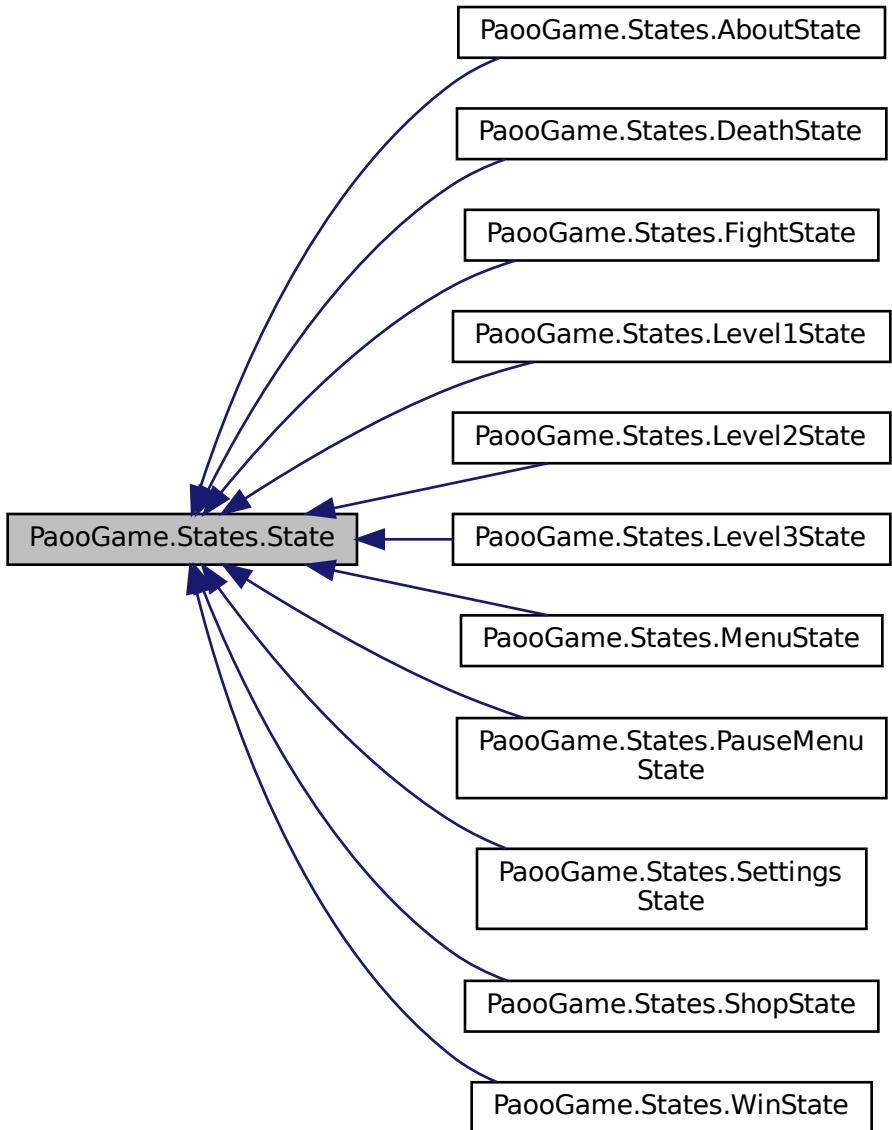 PaooGame.States.AboutState
PaooGame.States.DeathState
PaooGame.States.FightState
PaooGame.States.Level1State
PaooGame.States.Level2State
PaooGame.States.State
PaooGame.States.Level3State
PaooGame.States.MenuState
PaooGame.States.PauseMenu
State
PaooGame.States.Settings
State
PaooGame.States.ShopState
PaooGame.States.WinState